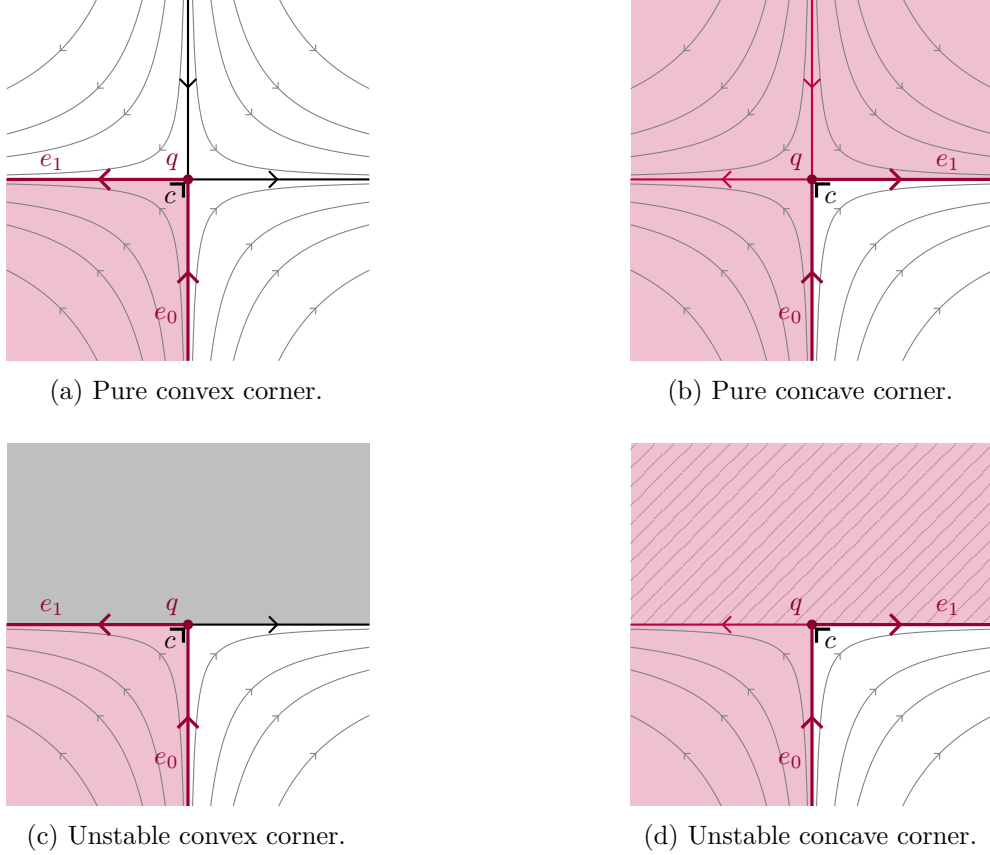 e₁ q
c
e₀
(a) Pure convex corner.
q e₁
c
e₀
(b) Pure concave corner.
e₁ q
c
e₀
(c) Unstable convex corner.
q e₁
c
e₀
(d) Unstable concave corner.